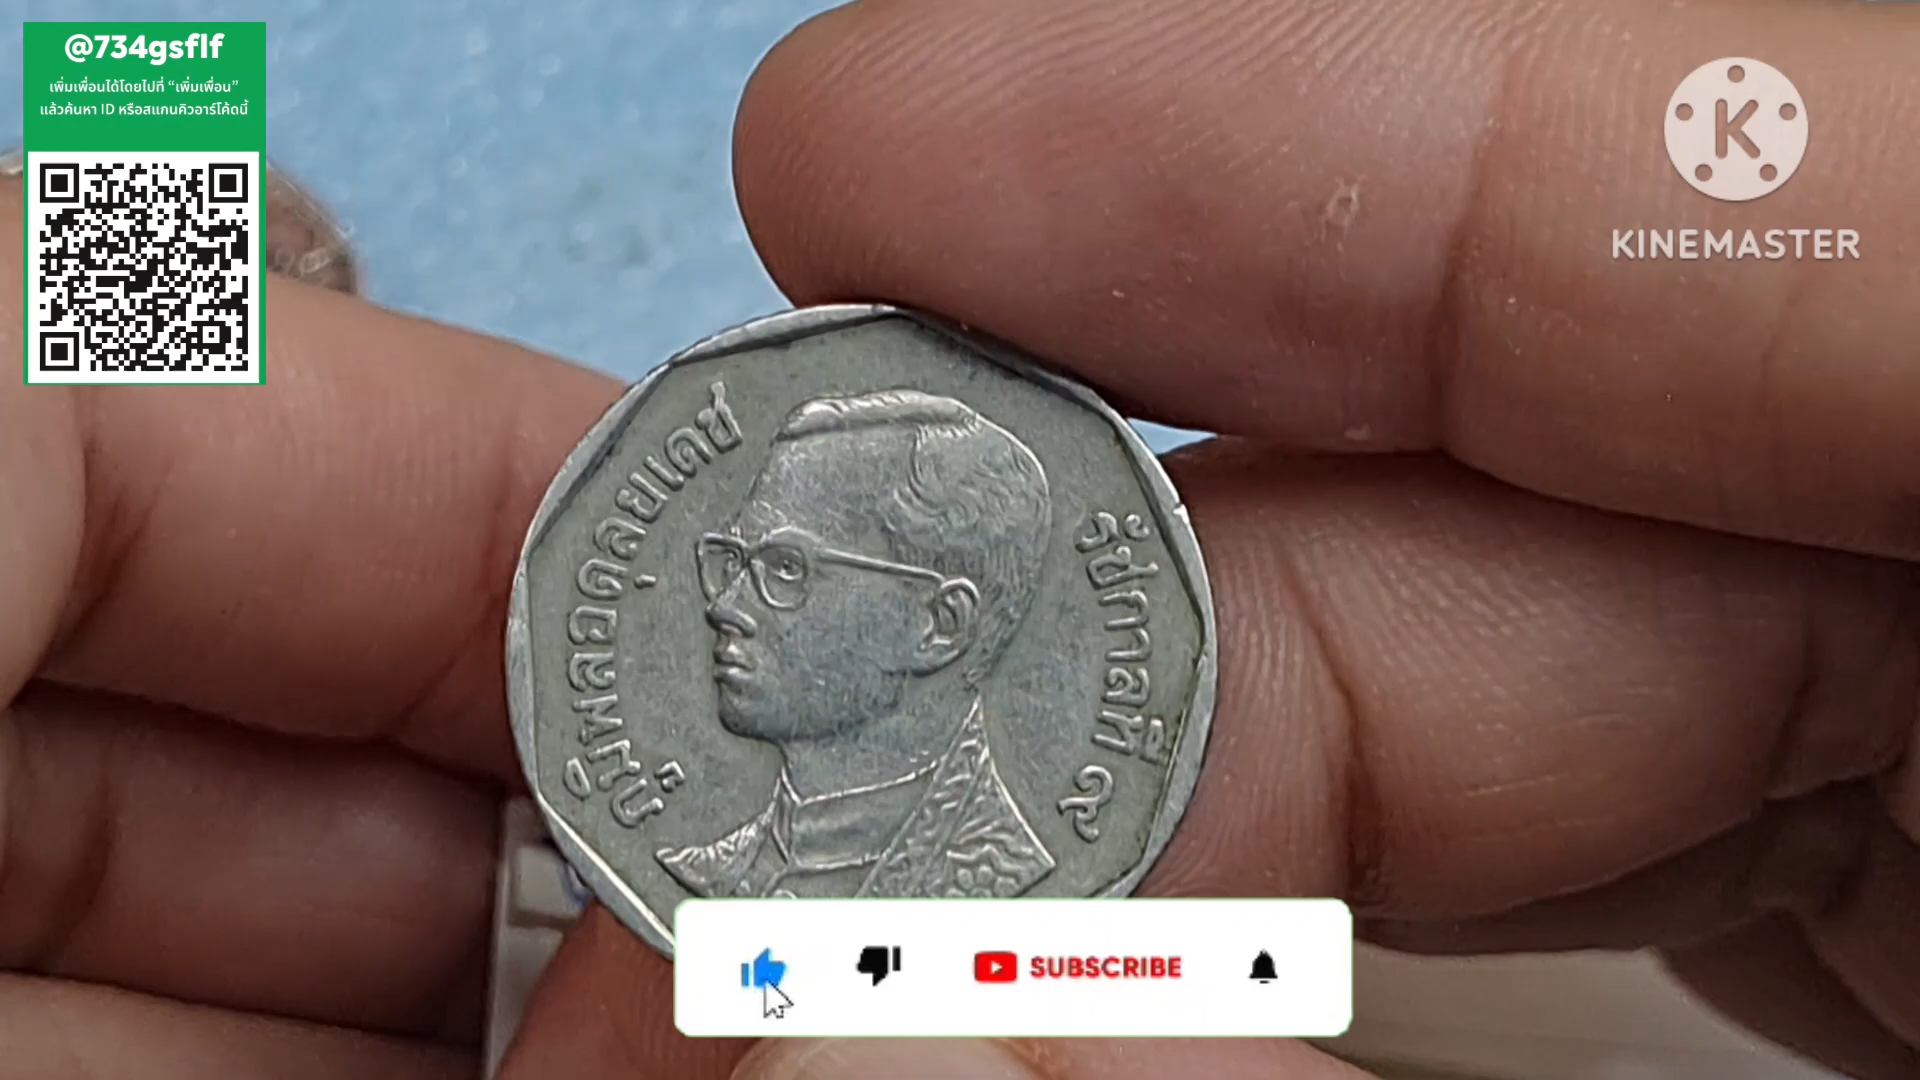 @734gsflf
เพิ่มเพื่อนได้โดยไปที่ “เพิ่มเพื่อน”
แล้วค้นหา ID หรือสแกนคิวอาร์โค้ดนี้
K
KINEMASTER
ภูมิพลอดุลยเดช
รัชกาลที่ ๙
SUBSCRIBE